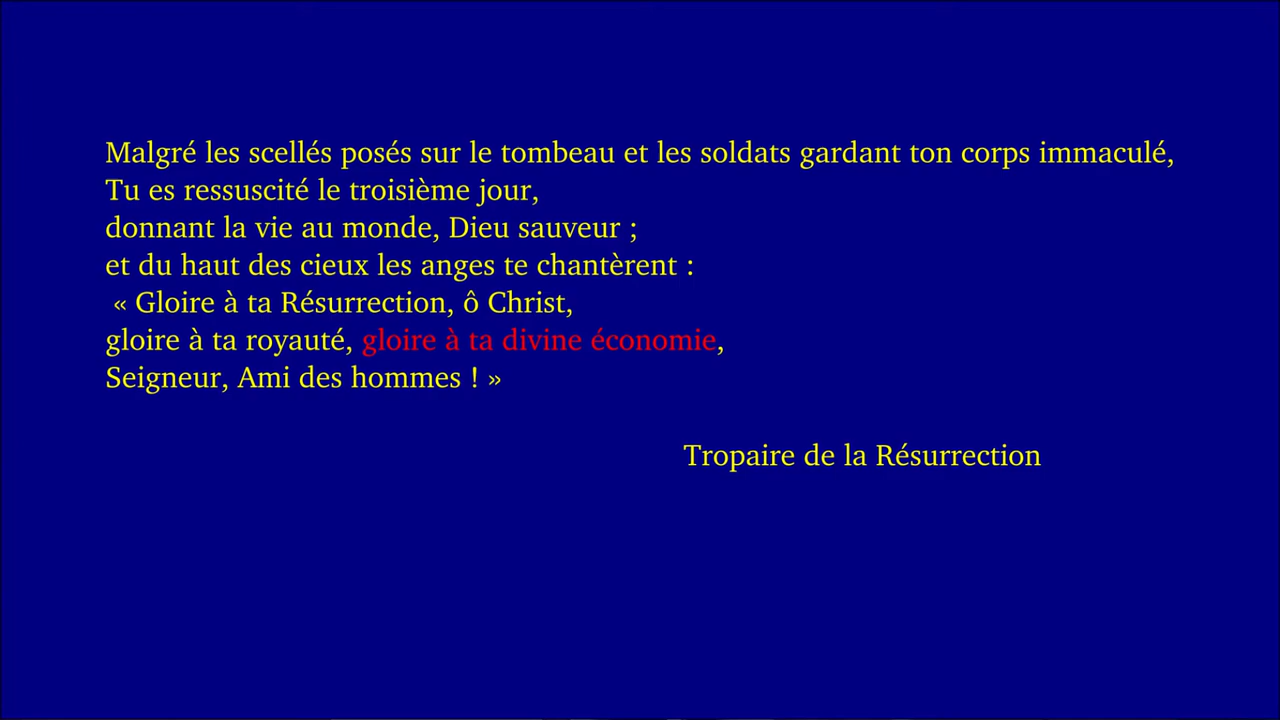 Malgré les scellés posés sur le tombeau et les soldats gardant ton corps immaculé,
Tu es ressuscité le troisième jour,
donnant la vie au monde, Dieu sauveur ;
et du haut des cieux les anges te chantèrent :
« Gloire à ta Résurrection, ô Christ,
gloire à ta royauté, gloire à ta divine économie,
Seigneur, Ami des hommes ! »
Tropaire de la Résurrection